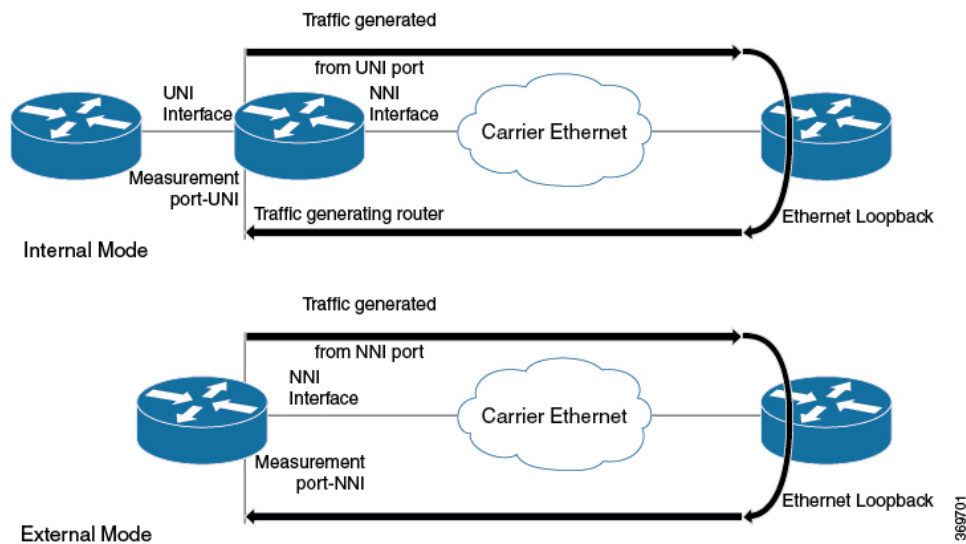 Traffic generated
from UNI port
UNI
Interface
NNI
Interface
Carrier Ethernet
Measurement
port-UNI
Traffic generating router
Ethernet Loopback
Internal Mode
Traffic generated
from NNI port
NNI
Interface
Carrier Ethernet
Measurement
port-NNI
Ethernet Loopback
External Mode
369701